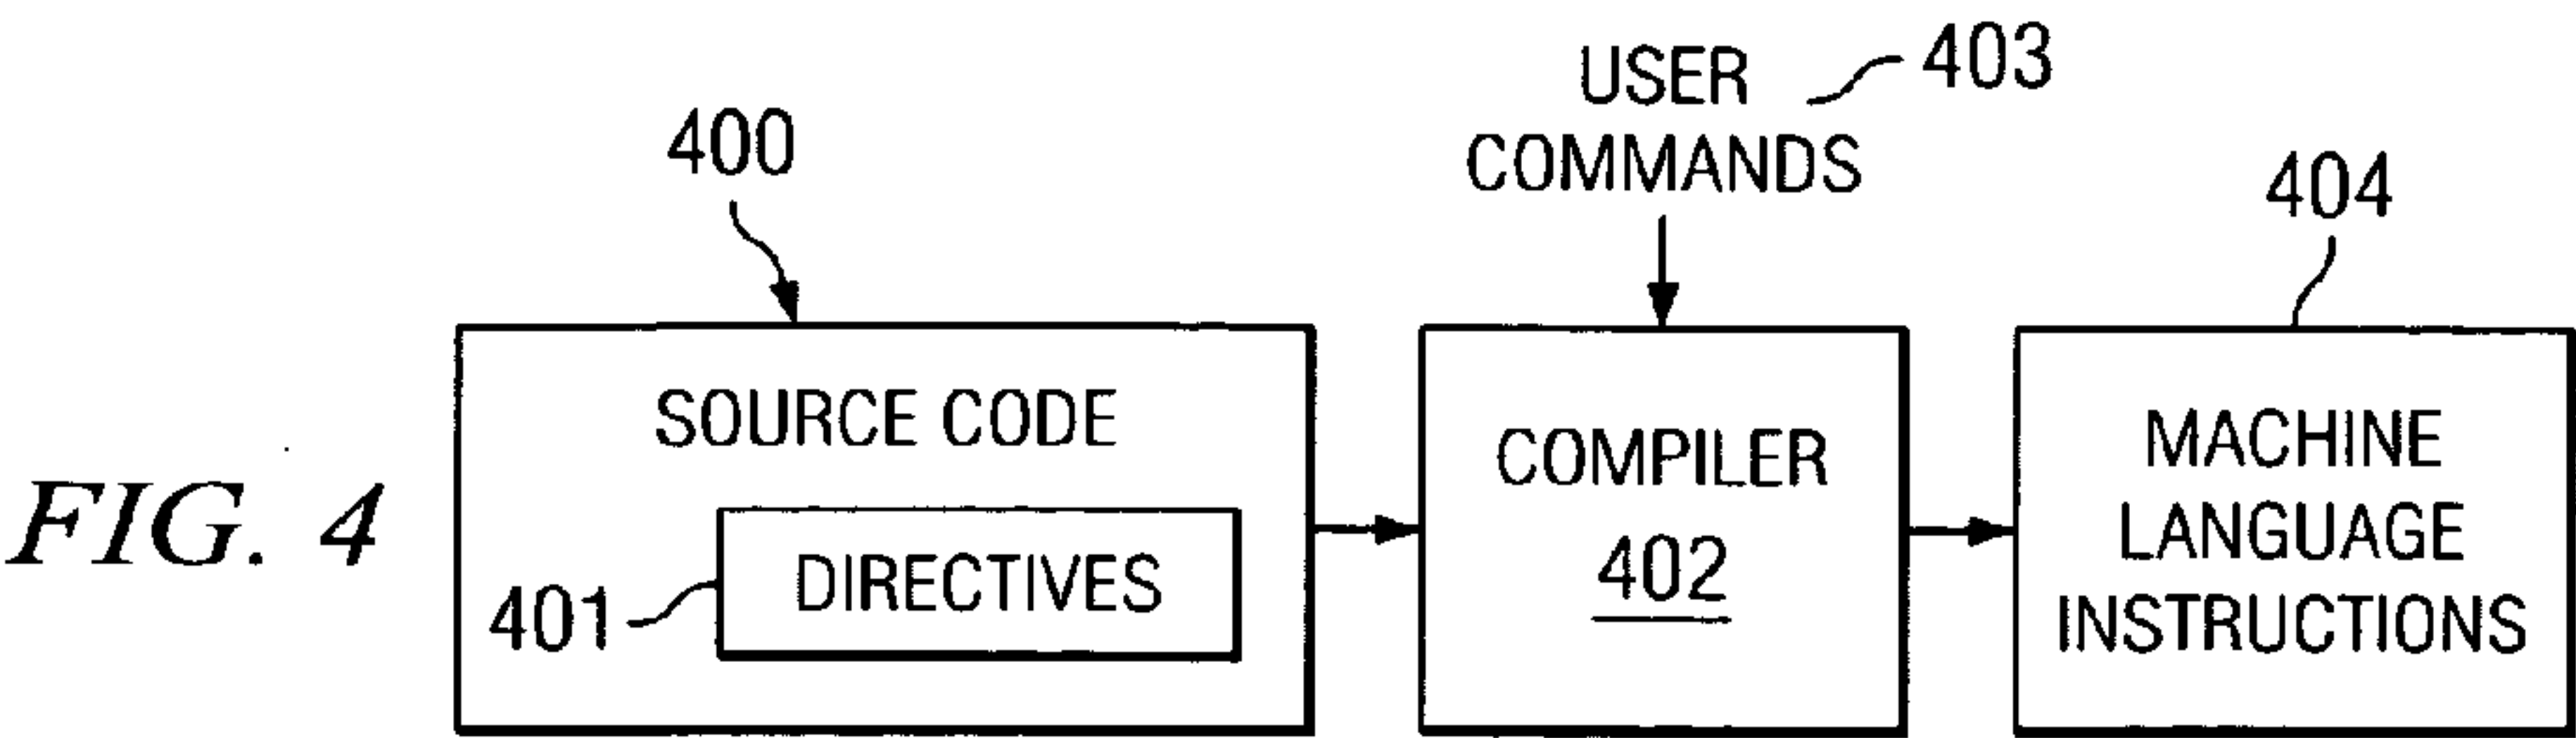 FIG. 4
400
SOURCE CODE
401
DIRECTIVES
USER
COMMANDS
403
COMPILER
402
404
MACHINE
LANGUAGE
INSTRUCTIONS